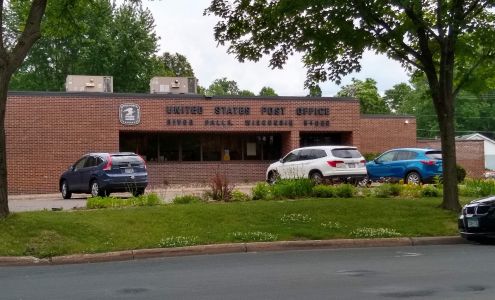 UNITED STATES POST OFFICE
RIVER FALLS, WISCONSIN 54022